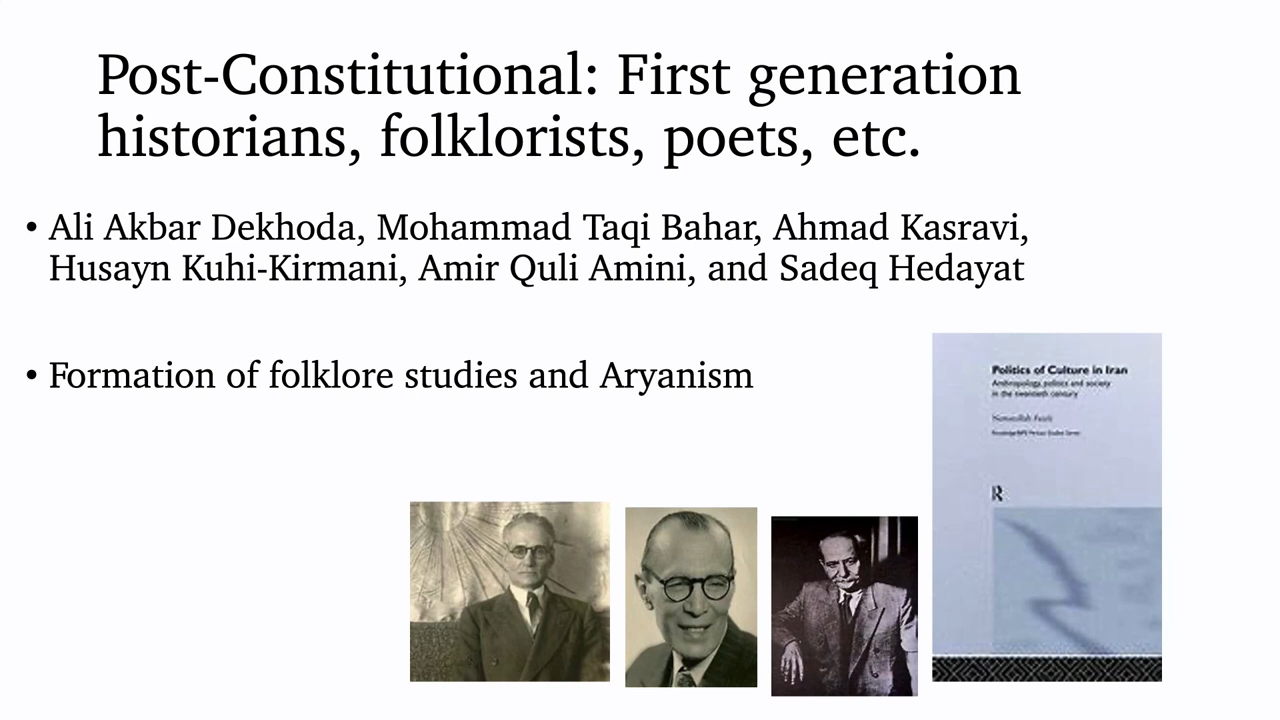 Post-Constitutional: First generation
historians, folklorists, poets, etc.
• Ali Akbar Dekhoda, Mohammad Taqi Bahar, Ahmad Kasravi,
Husayn Kuhi-Kirmani, Amir Quli Amini, and Sadeq Hedayat
• Formation of folklore studies and Aryanism
Politics of Culture in Iran
Anthropology, politics and society
in the twentieth century
Nematollah Fazeli
R